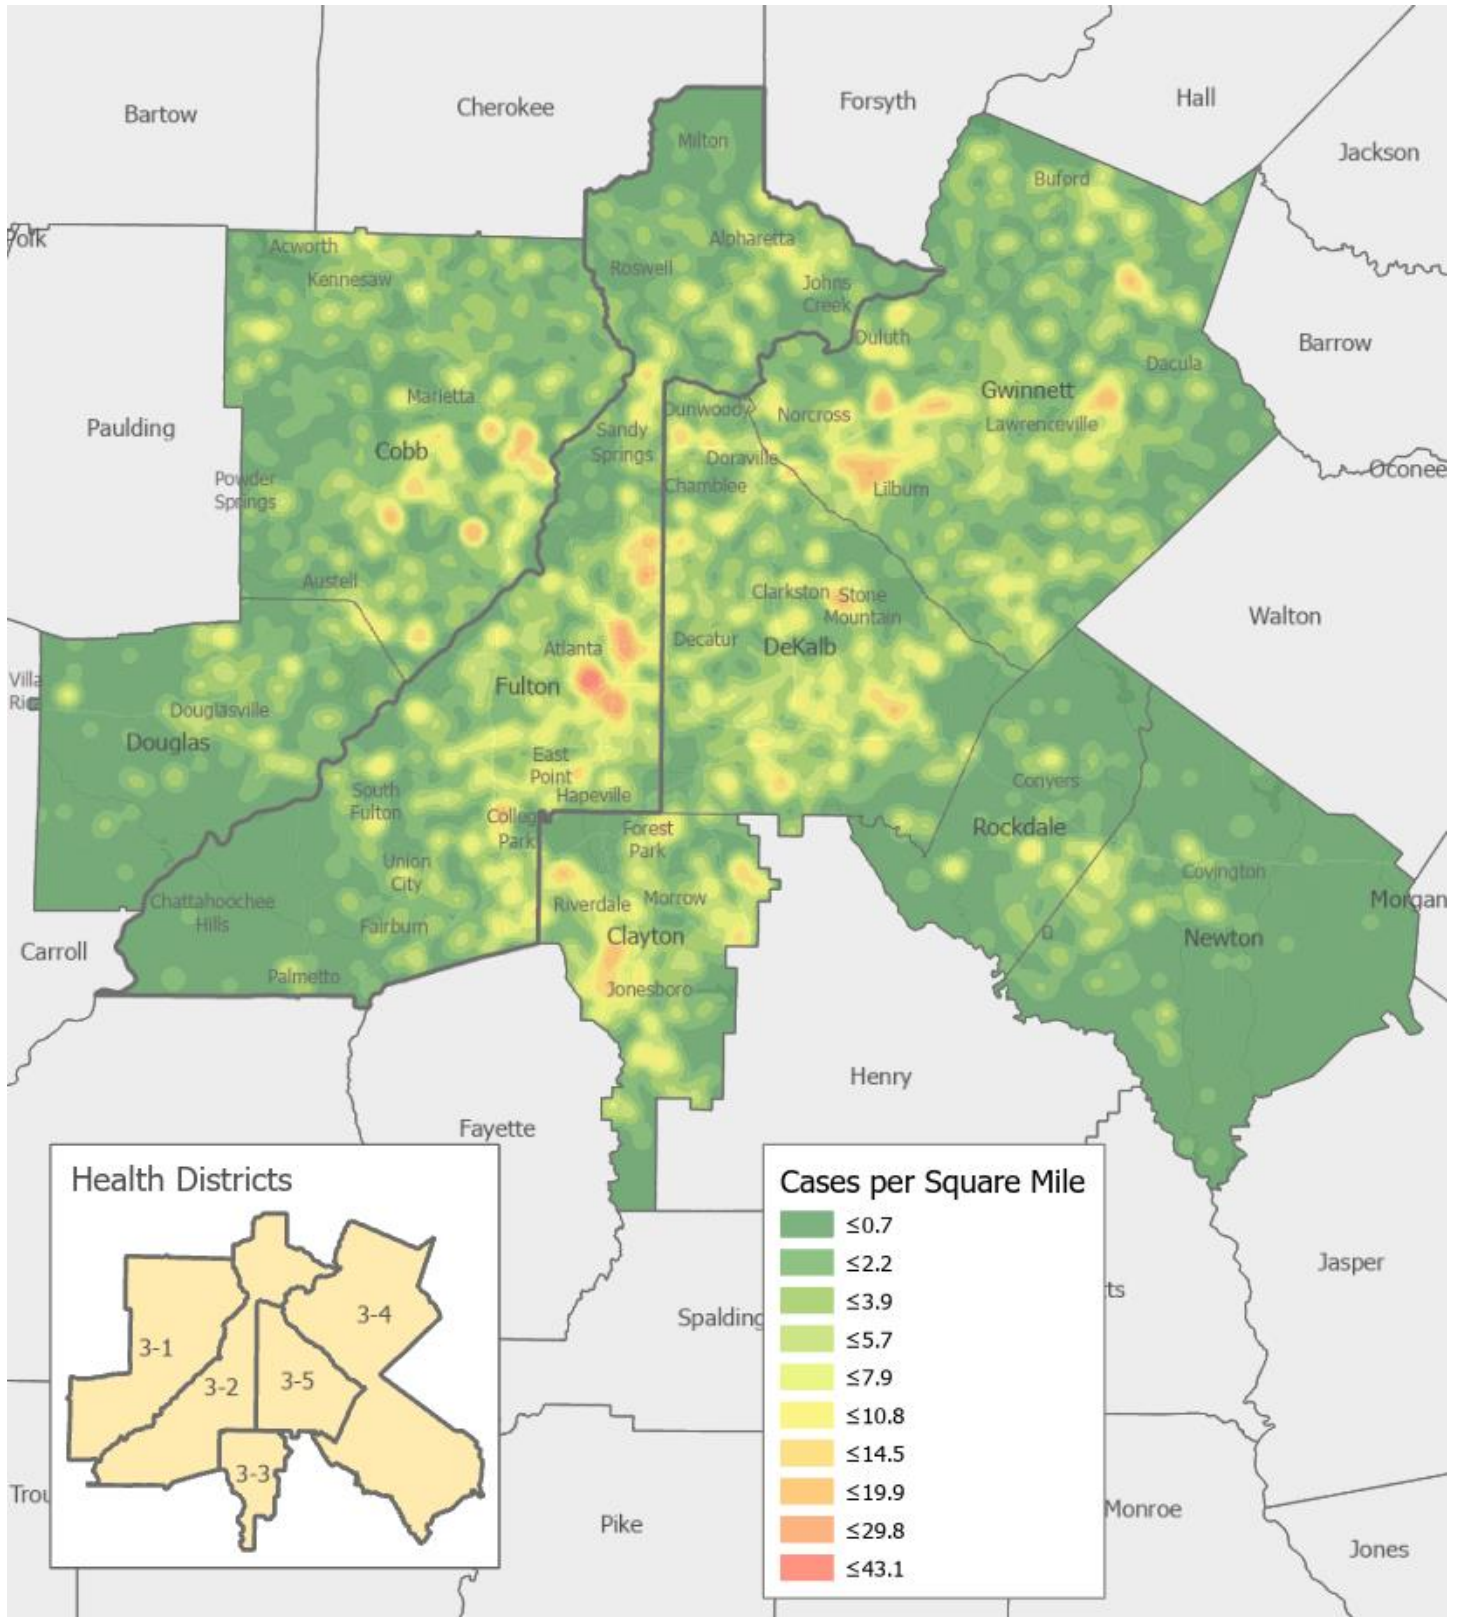 Bartow
Cherokee
Forsyth
Hall
Jackson
Milton
Buford
Acworth
Kennesaw
Roswell
Alpharetta
Johns
Creek
Duluth
Barrow
Dacula
Paulding
Marietta
Cobb
Powder
Springs
Sandy
Springs
Dunwoody
Norcross
Doraville
Chamblee
Gwinnett
Lawrenceville
Lilburn
Oconee
Austell
Clarkston
Stone
Mountain
Atlanta
Decatur
DeKalb
Walton
Fulton
Villa
Ric
Douglasville
Douglas
East
Point
Hapeville
South
Fulton
College
Park
Forest
Park
Conyers
Rockdale
Union
City
Covington
Riverdale
Morrow
Morgan
Chattahoochee
Hills
Fairburn
Clayton
Newton
Carroll
Palmetto
Jonesboro
Henry
Fayette
Health Districts
3-1
3-2
3-3
3-4
3-5
Cases per Square Mile
≤0.7
≤2.2
≤3.9
≤5.7
≤7.9
≤10.8
≤14.5
≤19.9
≤29.8
≤43.1
Spalding
ts
Jasper
Trou
Pike
Monroe
Jones